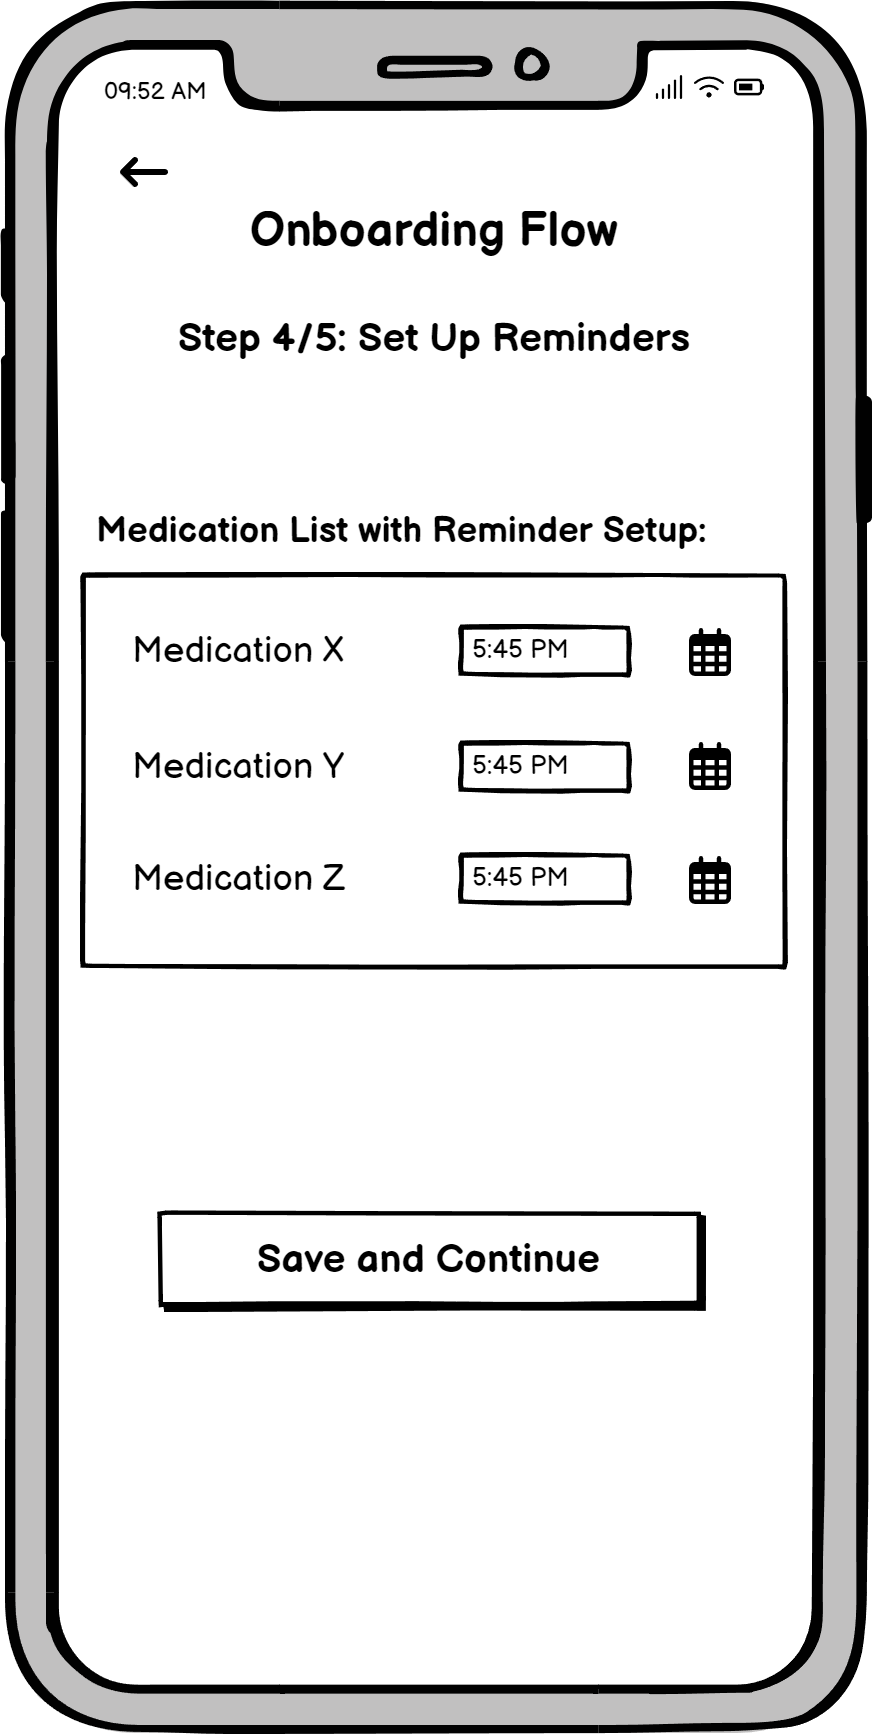 09:52 AM
Onboarding Flow
Step 4/5: Set Up Reminders
Medication List with Reminder Setup:
Medication X 5:45 PM
Medication Y 5:45 PM
Medication Z 5:45 PM
Save and Continue